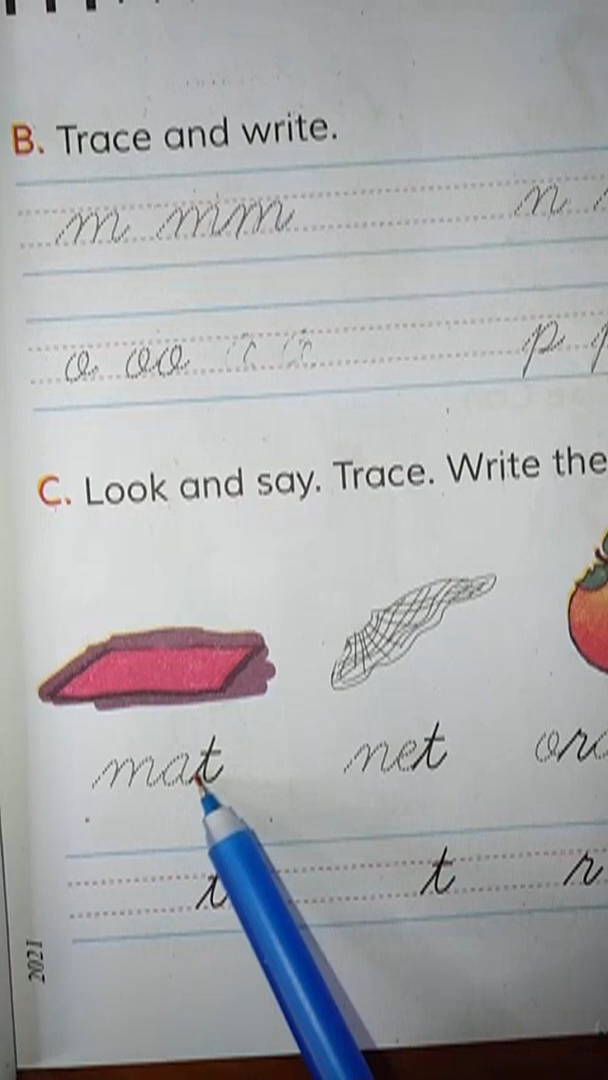 B. Trace and write.
m mm n
o oo p
C. Look and say. Trace. Write the
mat net
t t r
2021